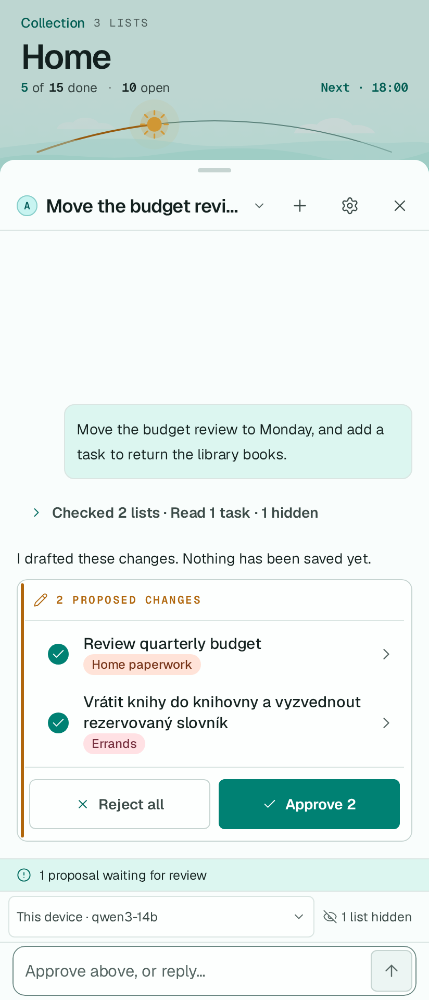 Collection 3 LISTS
Home
5 of 15 done · 10 open
Next · 18:00
A Move the budget revi...
Move the budget review to Monday, and add a
task to return the library books.
Checked 2 lists · Read 1 task · 1 hidden
I drafted these changes. Nothing has been saved yet.
2 PROPOSED CHANGES
Review quarterly budget
Home paperwork
Vrátit knihy do knihovny a vyzvednout
rezervovaný slovník
Errands
Reject all
Approve 2
1 proposal waiting for review
This device · qwen3-14b
1 list hidden
Approve above, or reply...